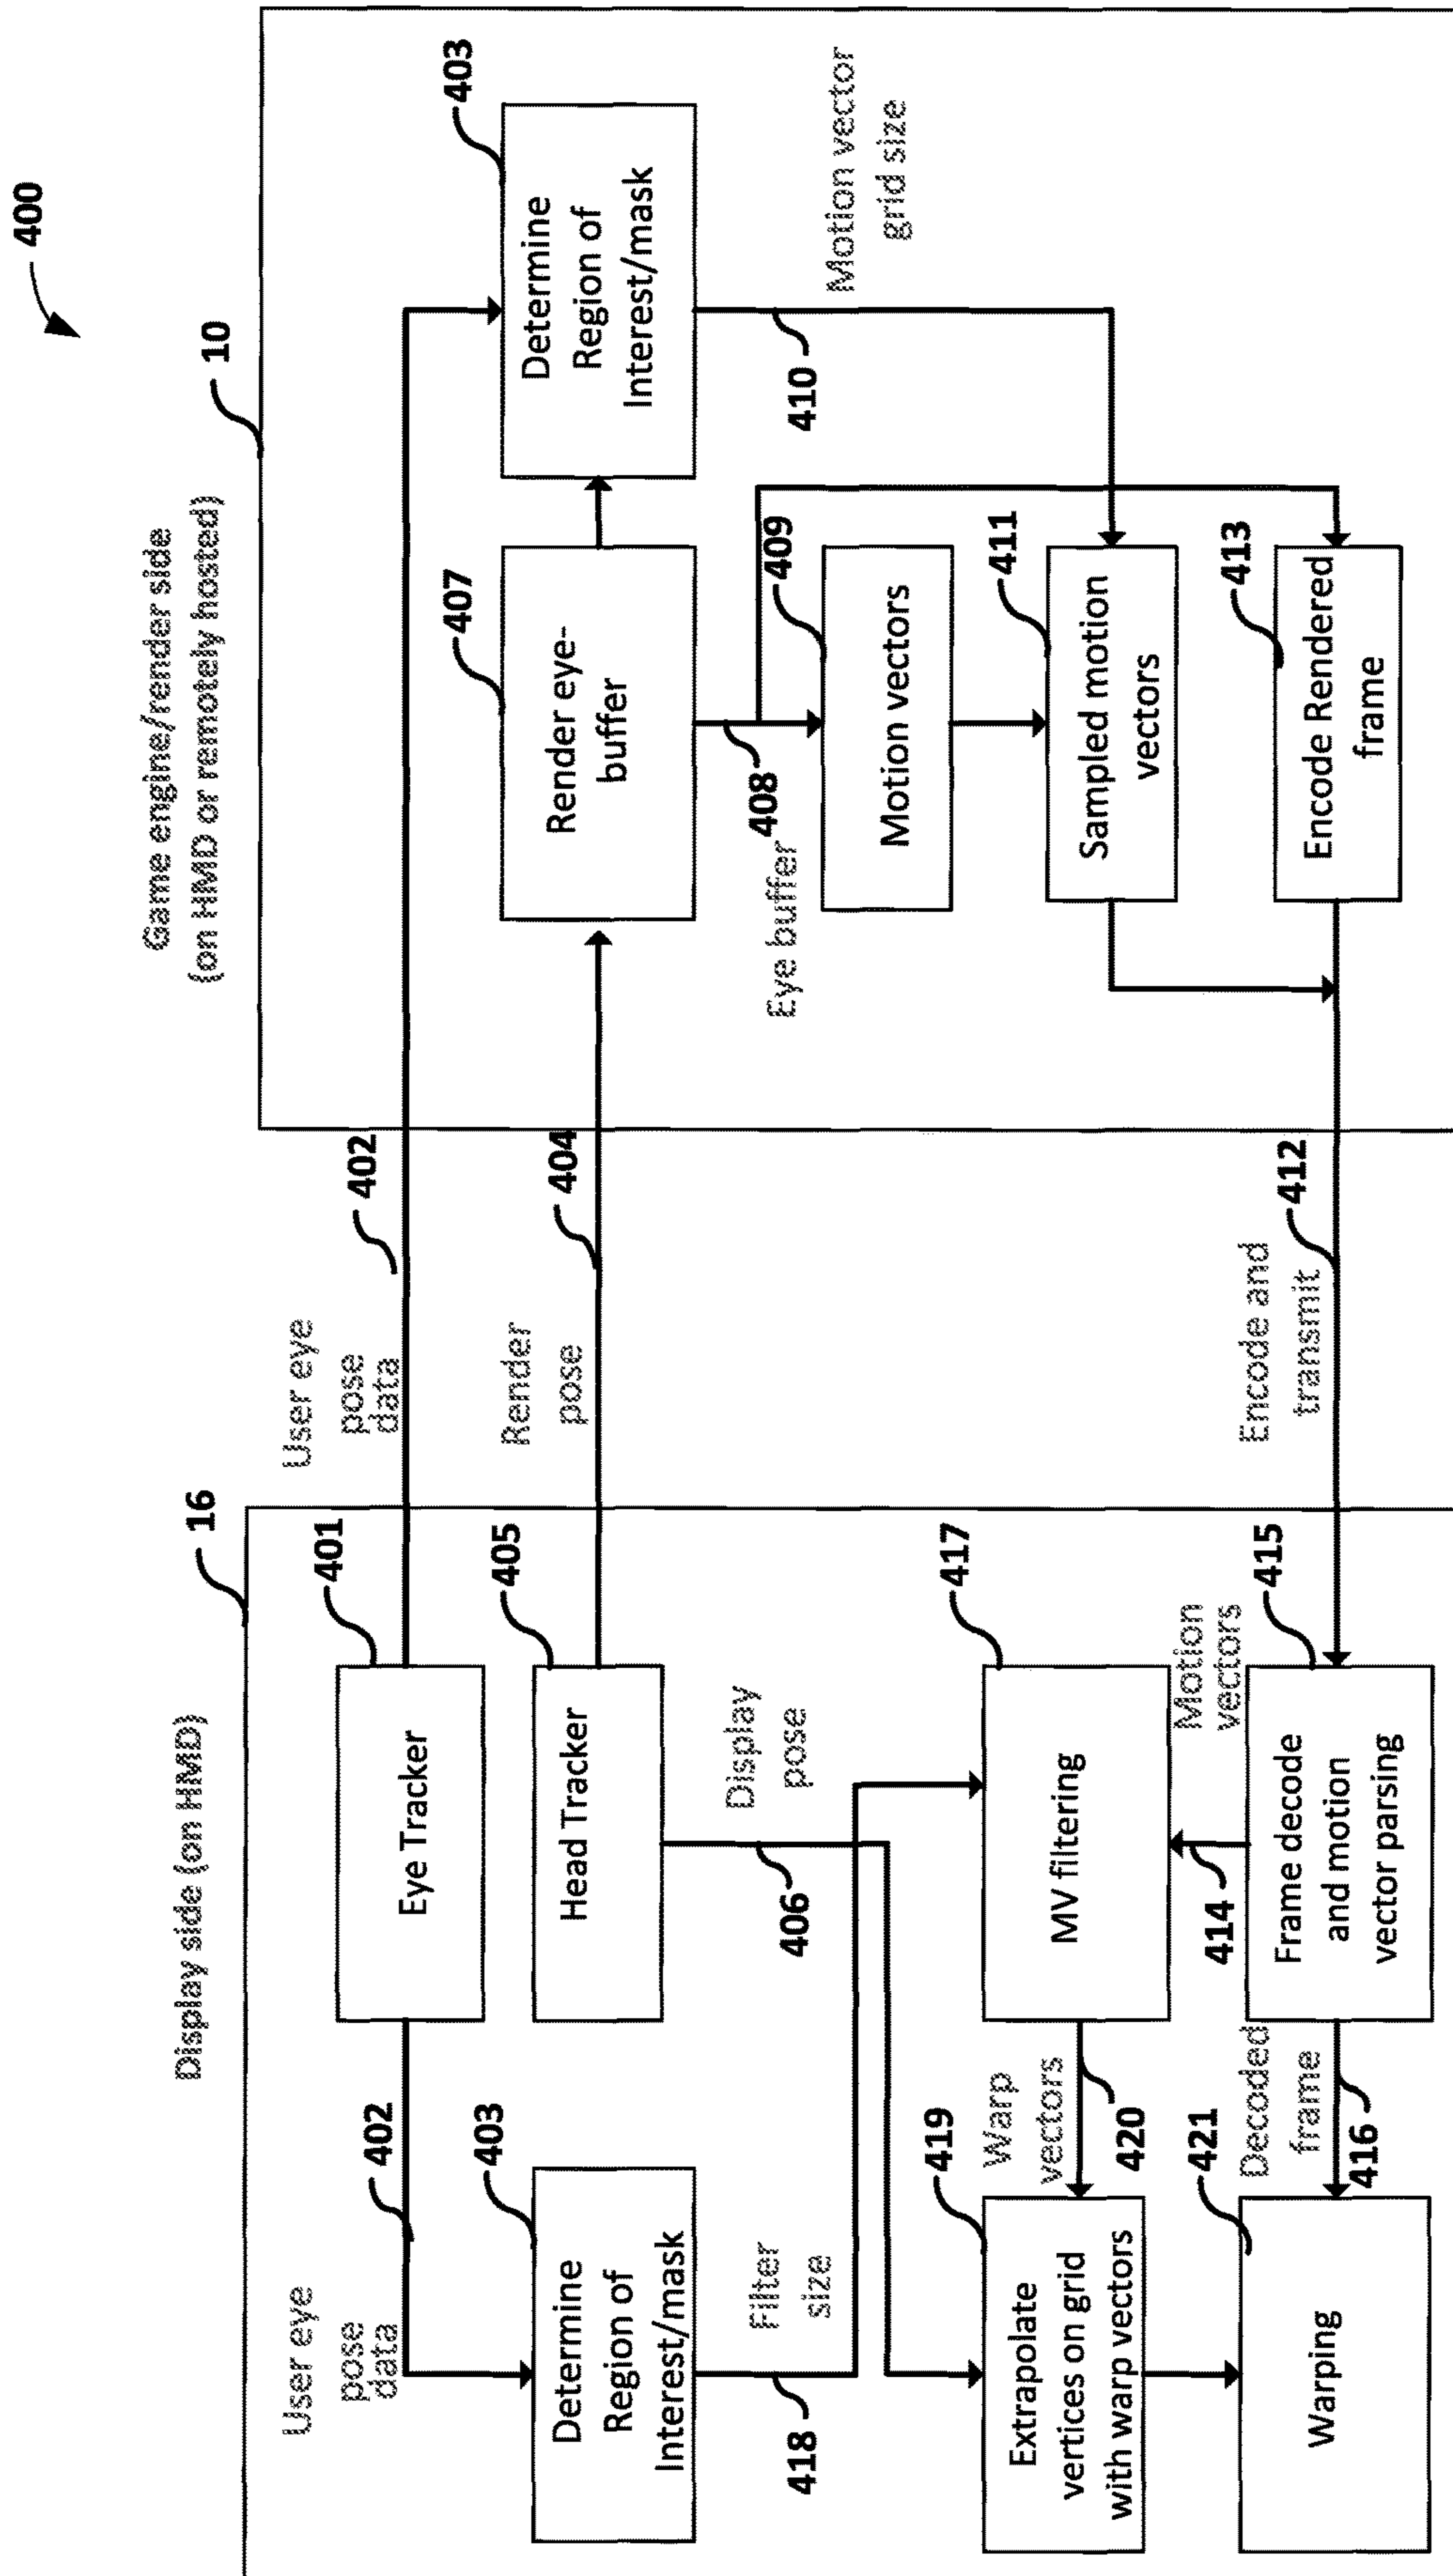 400
Display side (on HMD)
16
Game engine/render side
(on HMD or remotely hosted)
10
User eye
pose
data
402
401
Eye Tracker
User eye
pose
data
402
403
Determine
Region of
Interest/mask
405
Head Tracker
Render
pose
404
407
Render eye-
buffer
403
Determine
Region of
Interest/mask
Filter
size
418
Display
pose
406
Eye buffer
408
409
Motion vectors
410
Motion vector
grid size
419
Extrapolate
vertices on grid
with warp vectors
Warp
vectors
420
417
MV filtering
411
Sampled motion
vectors
421
Warping
Decoded
frame
416
414
Motion
vectors
415
Frame decode
and motion
vector parsing
Encode and
transmit
412
413
Encode Rendered
frame